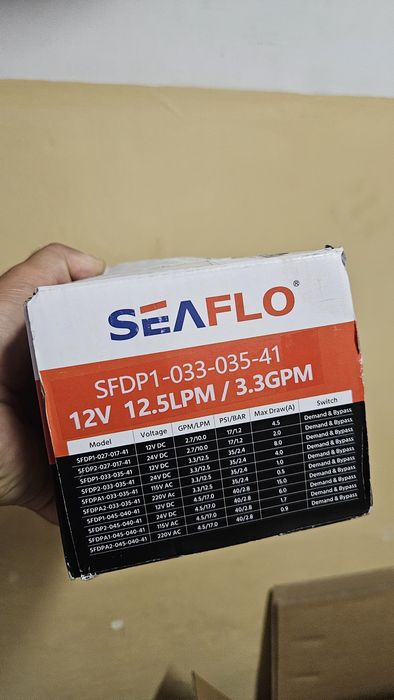 SEAFLO®
SFDP1-033-035-41
12V 12.5LPM / 3.3GPM
Model Voltage GPM/LPM PSI/BAR Max Draw(A) Switch
SFDP1-027-017-41 12V DC 2.7/10.0 17/1.2 4.5 Demand & Bypass
SFDP2-027-017-41 24V DC 2.7/10.0 17/1.2 2.0 Demand & Bypass
SFDP1-033-035-41 12V DC 3.3/12.5 35/2.4 8.0 Demand & Bypass
SFDP2-033-035-41 24V DC 3.3/12.5 35/2.4 4.0 Demand & Bypass
SFDPA1-033-035-41 115V AC 3.3/12.5 35/2.4 1.0 Demand & Bypass
SFDPA2-033-035-41 220V AC 3.3/12.5 35/2.4 0.5 Demand & Bypass
SFDP1-045-040-41 12V DC 4.5/17.0 40/2.8 15.0 Demand & Bypass
SFDP2-045-040-41 24V DC 4.5/17.0 40/2.8 6.0 Demand & Bypass
SFDPA1-045-040-41 115V AC 4.5/17.0 40/2.8 1.7 Demand & Bypass
SFDPA2-045-040-41 220V AC 4.5/17.0 40/2.8 0.9 Demand & Bypass